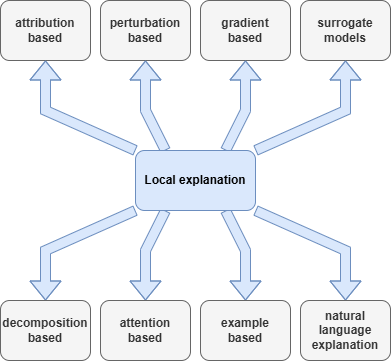 attribution
based
perturbation
based
gradient
based
surrogate
models
Local explanation
decomposition
based
attention
based
example
based
natural
language
explanation